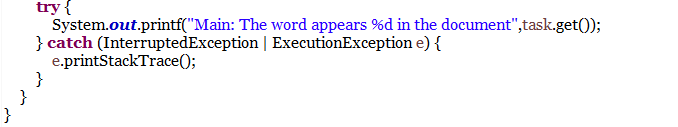 try {
System.out.printf("Main: The word appears %d in the document",task.get());
} catch (InterruptedException | ExecutionException e) {
e.printStackTrace();
}
}
}